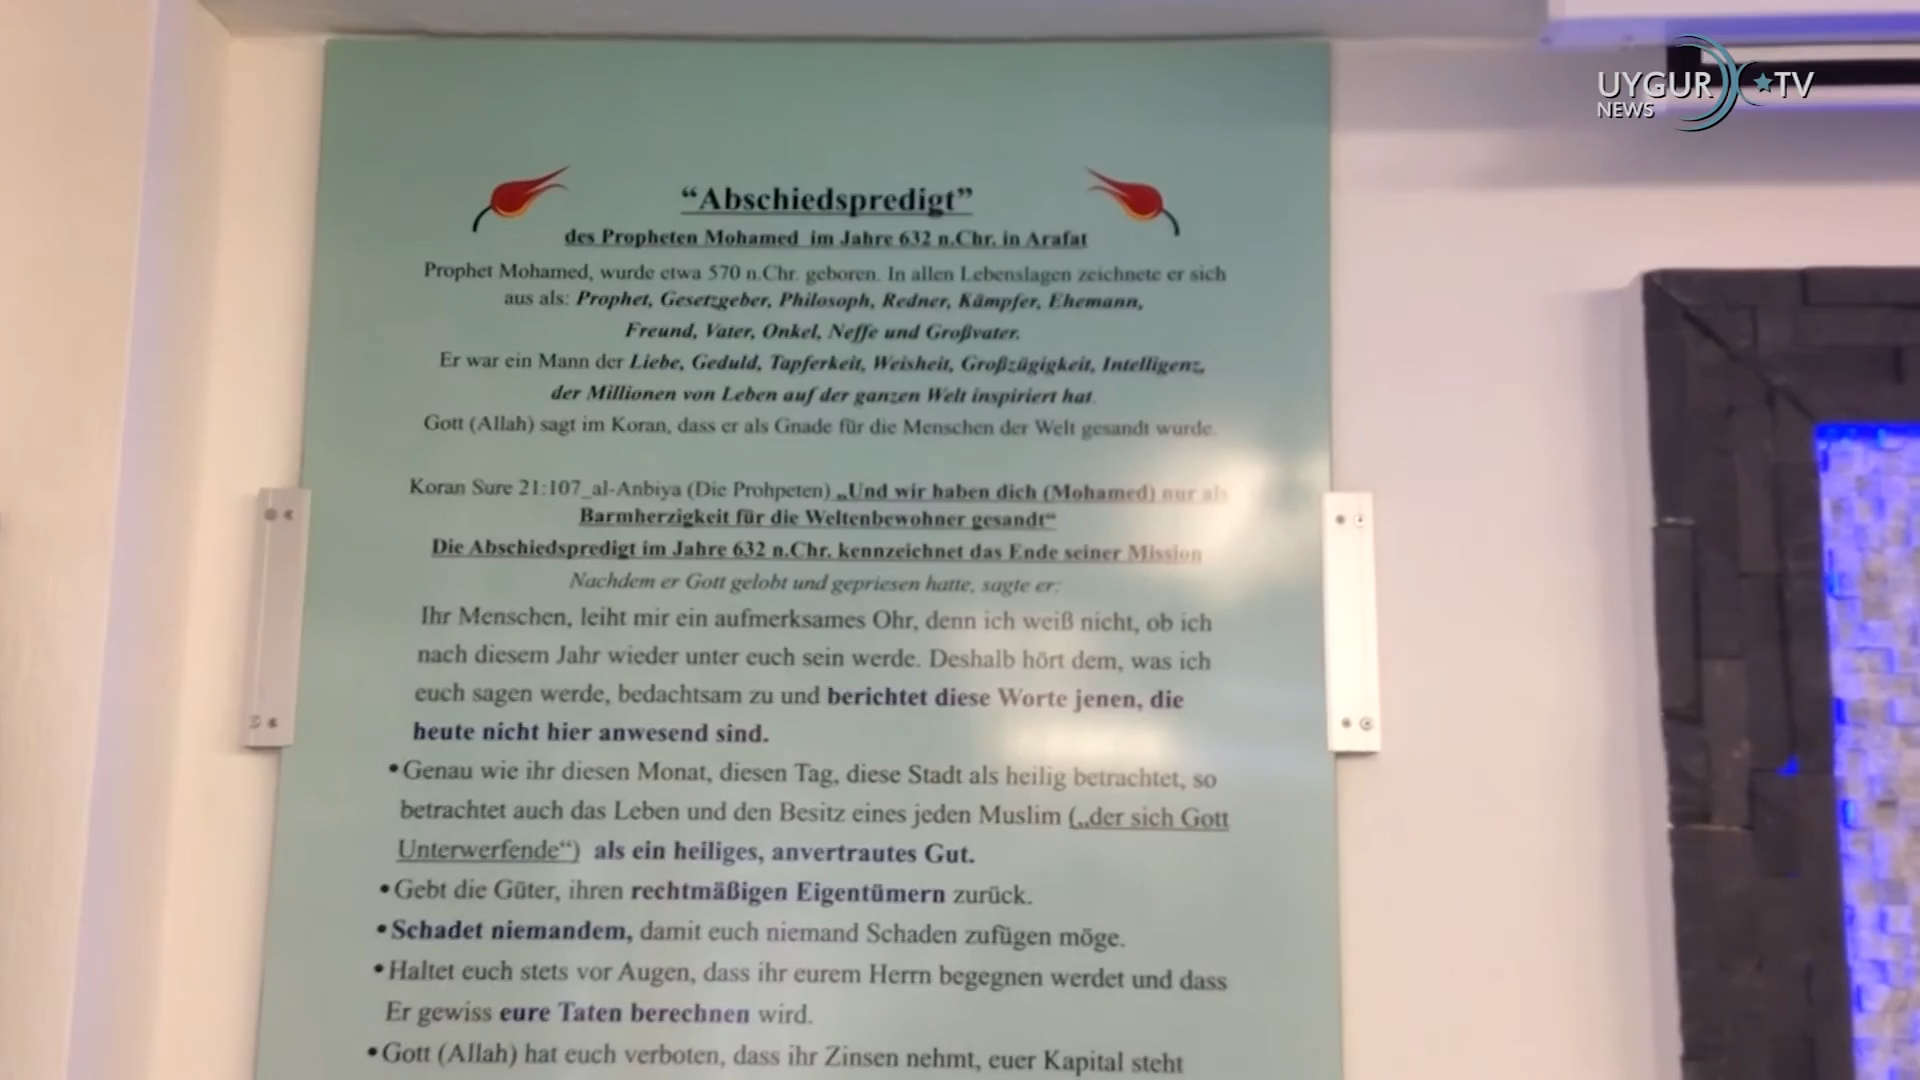 UYGUR TV
NEWS
“Abschiedspredigt”
des Propheten Mohamed im Jahre 632 n.Chr. in Arafat
Prophet Mohamed, wurde etwa 570 n.Chr. geboren. In allen Lebenslagen zeichnete er sich
aus als: Prophet, Gesetzgeber, Philosoph, Redner, Kämpfer, Ehemann,
Freund, Vater, Onkel, Neffe und Großvater.
Er war ein Mann der Liebe, Geduld, Tapferkeit, Weisheit, Großzügigkeit, Intelligenz,
der Millionen von Leben auf der ganzen Welt inspiriert hat.
Gott (Allah) sagt im Koran, dass er als Gnade für die Menschen der Welt gesandt wurde.
Koran Sure 21:107_al-Anbiya (Die Prohpeten) „Und wir haben dich (Mohamed) nur als
Barmherzigkeit für die Weltenbewohner gesandt“
Die Abschiedspredigt im Jahre 632 n.Chr. kennzeichnet das Ende seiner Mission
Nachdem er Gott gelobt und gepriesen hatte, sagte er:
Ihr Menschen, leiht mir ein aufmerksames Ohr, denn ich weiß nicht, ob ich
nach diesem Jahr wieder unter euch sein werde. Deshalb hört dem, was ich
euch sagen werde, bedachtsam zu und berichtet diese Worte jenen, die
heute nicht hier anwesend sind.
•Genau wie ihr diesen Monat, diesen Tag, diese Stadt als heilig betrachtet, so
betrachtet auch das Leben und den Besitz eines jeden Muslim („der sich Gott
Unterwerfende“) als ein heiliges, anvertrautes Gut.
•Gebt die Güter, ihren rechtmäßigen Eigentümern zurück.
•Schadet niemandem, damit euch niemand Schaden zufügen möge.
•Haltet euch stets vor Augen, dass ihr eurem Herrn begegnen werdet und dass
Er gewiss eure Taten berechnen wird.
•Gott (Allah) hat euch verboten, dass ihr Zinsen nehmt, euer Kapital steht